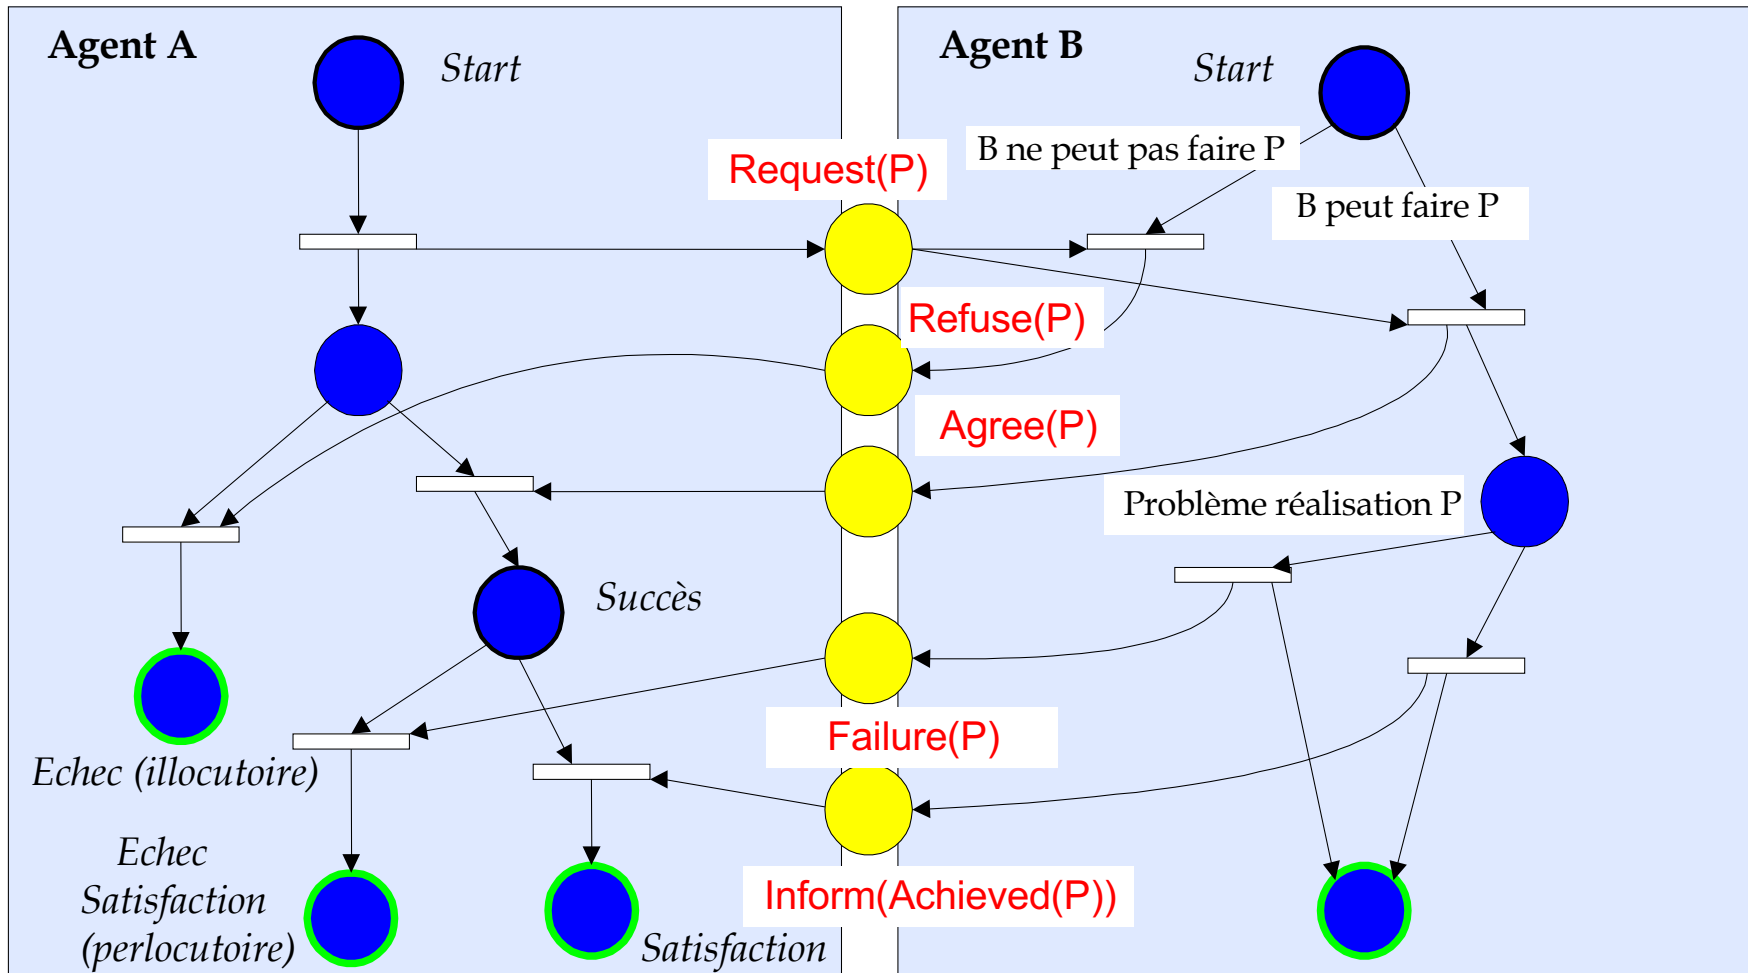 Agent A
Start
Agent B
Start
B ne peut pas faire P
Request(P)
B peut faire P
Refuse(P)
Agree(P)
Problème réalisation P
Succès
Failure(P)
Echec (illocutoire)
Echec
Satisfaction
(perlocutoire)
Inform(Achieved(P))
Satisfaction